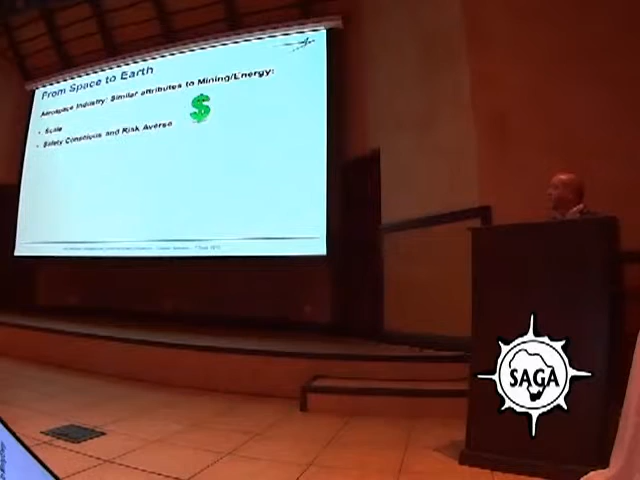 From Space to Earth
Aerospace Industry: Similar attributes to Mining/Energy:
• Scale
• Safety Conscious and Risk Averse
$
SAGA